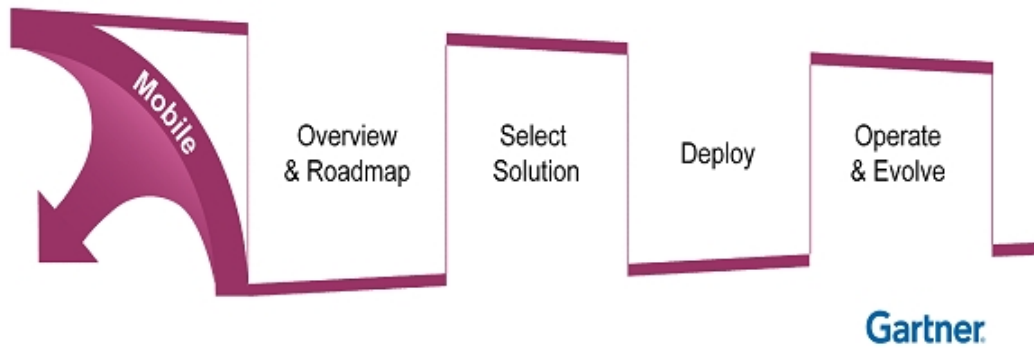 Mobile
Overview
& Roadmap
Select
Solution
Deploy
Operate
& Evolve
Gartner